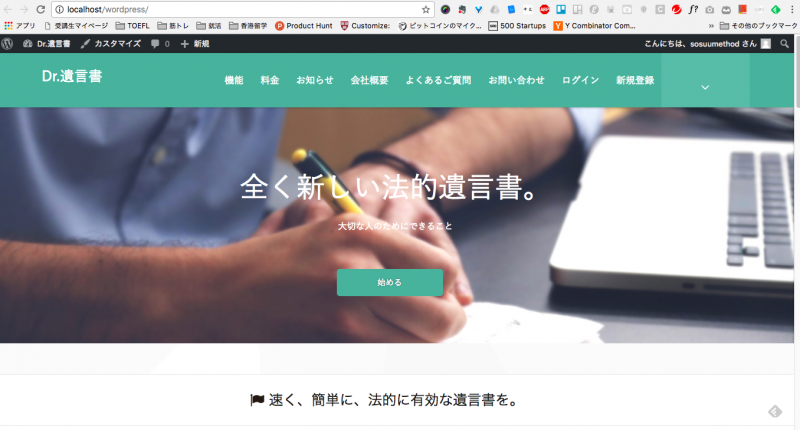 localhost/wordpress/
アプリ 受講生マイページ TOEFL 筋トレ 就活 香港留学 Product Hunt Customize: ビットコインのマイク... 500 Startups Y Combinator Com... » その他のブックマーク
Dr.遺言書 カスタマイズ 0 新規 こんにちは、sosuumethod さん
Dr.遺言書 機能 料金 お知らせ 会社概要 よくあるご質問 お問い合わせ ログイン 新規登録
全く新しい法的遺言書。
大切な人のためにできること
始める
速く、簡単に、法的に有効な遺言書を。